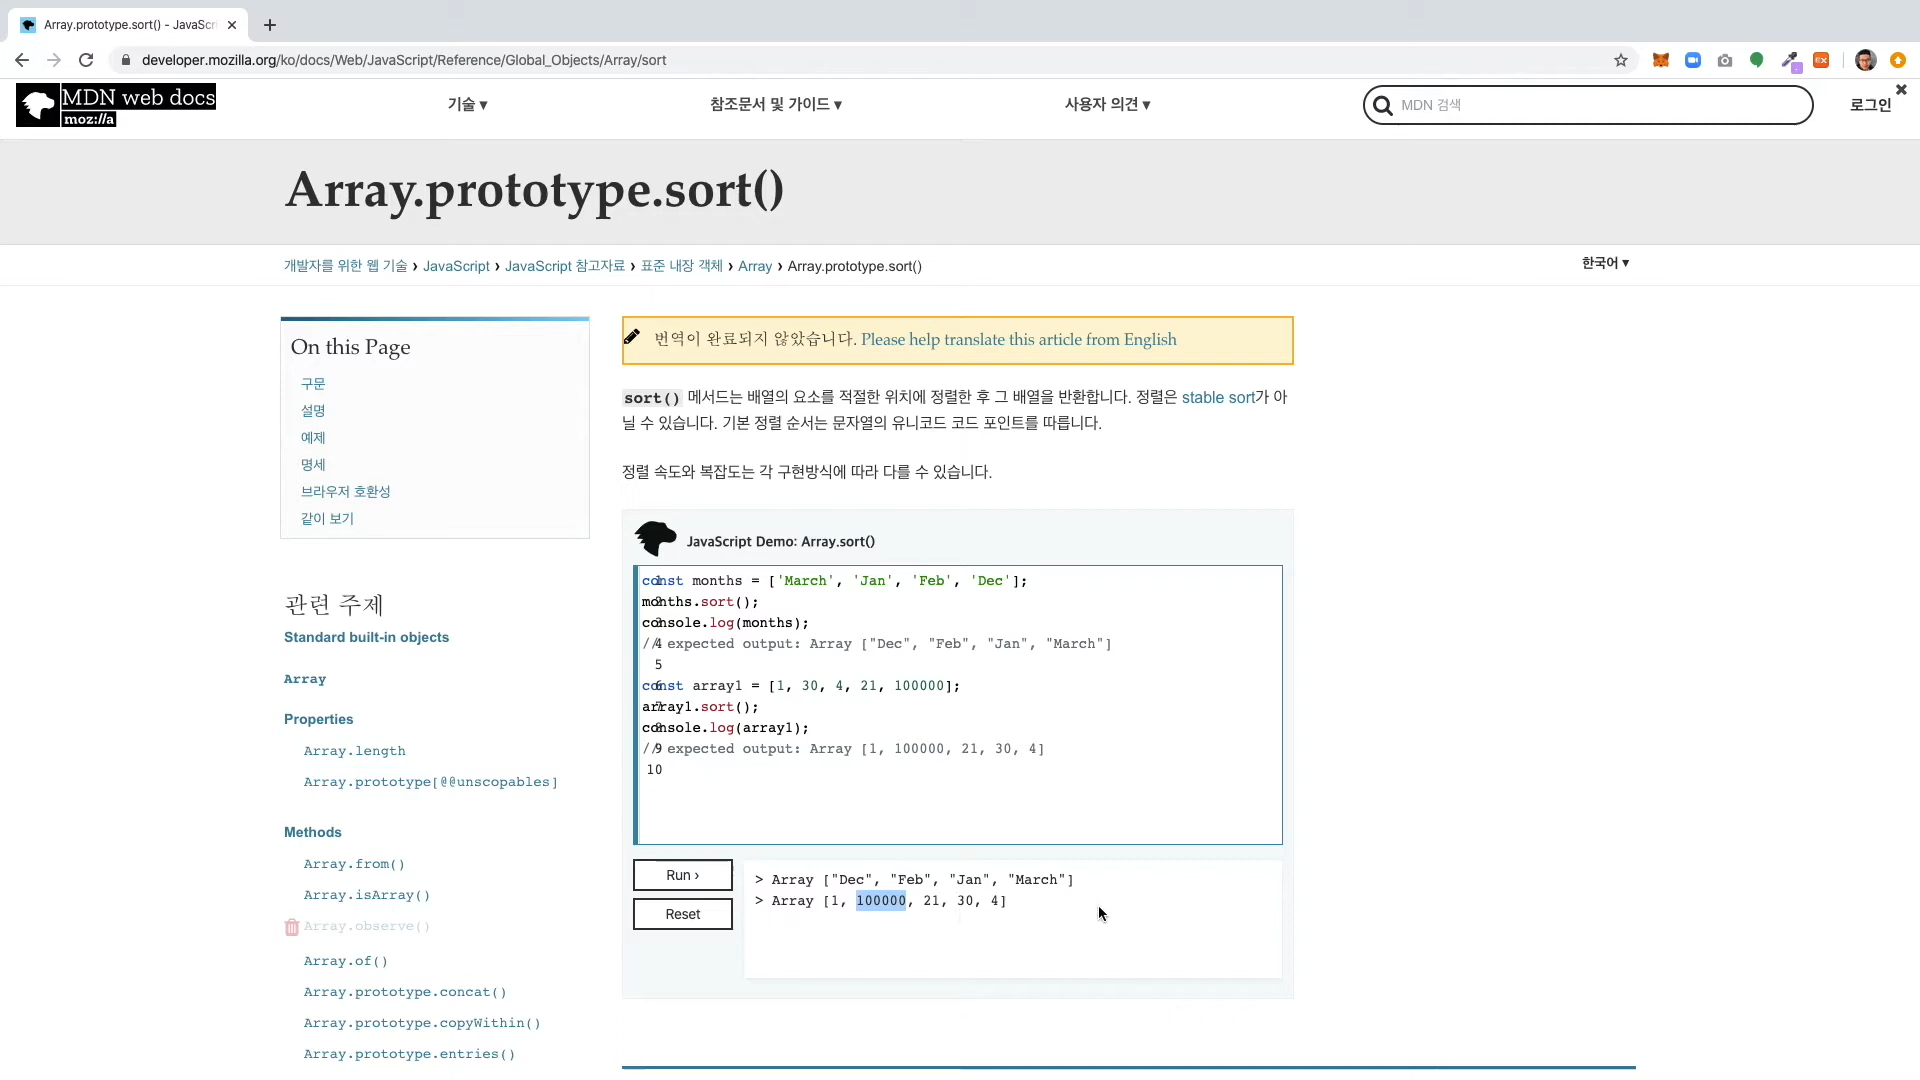 Array.prototype.sort() - JavaScri
developer.mozilla.org/ko/docs/Web/JavaScript/Reference/Global_Objects/Array/sort
MDN web docs
moz://a
기술 ▾
참조문서 및 가이드 ▾
사용자 의견 ▾
MDN 검색
로그인
Array.prototype.sort()
개발자를 위한 웹 기술 › JavaScript › JavaScript 참고자료 › 표준 내장 객체 › Array › Array.prototype.sort()
한국어 ▾
On this Page
구문
설명
예제
명세
브라우저 호환성
같이 보기
관련 주제
Standard built-in objects
Array
Properties
Array.length
Array.prototype[@@unscopables]
Methods
Array.from()
Array.isArray()
Array.observe()
Array.of()
Array.prototype.concat()
Array.prototype.copyWithin()
Array.prototype.entries()
번역이 완료되지 않았습니다. Please help translate this article from English
sort() 메서드는 배열의 요소를 적절한 위치에 정렬한 후 그 배열을 반환합니다. 정렬은 stable sort가 아
닐 수 있습니다. 기본 정렬 순서는 문자열의 유니코드 코드 포인트를 따릅니다.
정렬 속도와 복잡도는 각 구현방식에 따라 다를 수 있습니다.
JavaScript Demo: Array.sort()
const months = ['March', 'Jan', 'Feb', 'Dec'];
months.sort();
console.log(months);
// expected output: Array ["Dec", "Feb", "Jan", "March"]
5
const array1 = [1, 30, 4, 21, 100000];
array1.sort();
console.log(array1);
// expected output: Array [1, 100000, 21, 30, 4]
10
Run ›
Reset
> Array ["Dec", "Feb", "Jan", "March"]
> Array [1, 100000, 21, 30, 4]